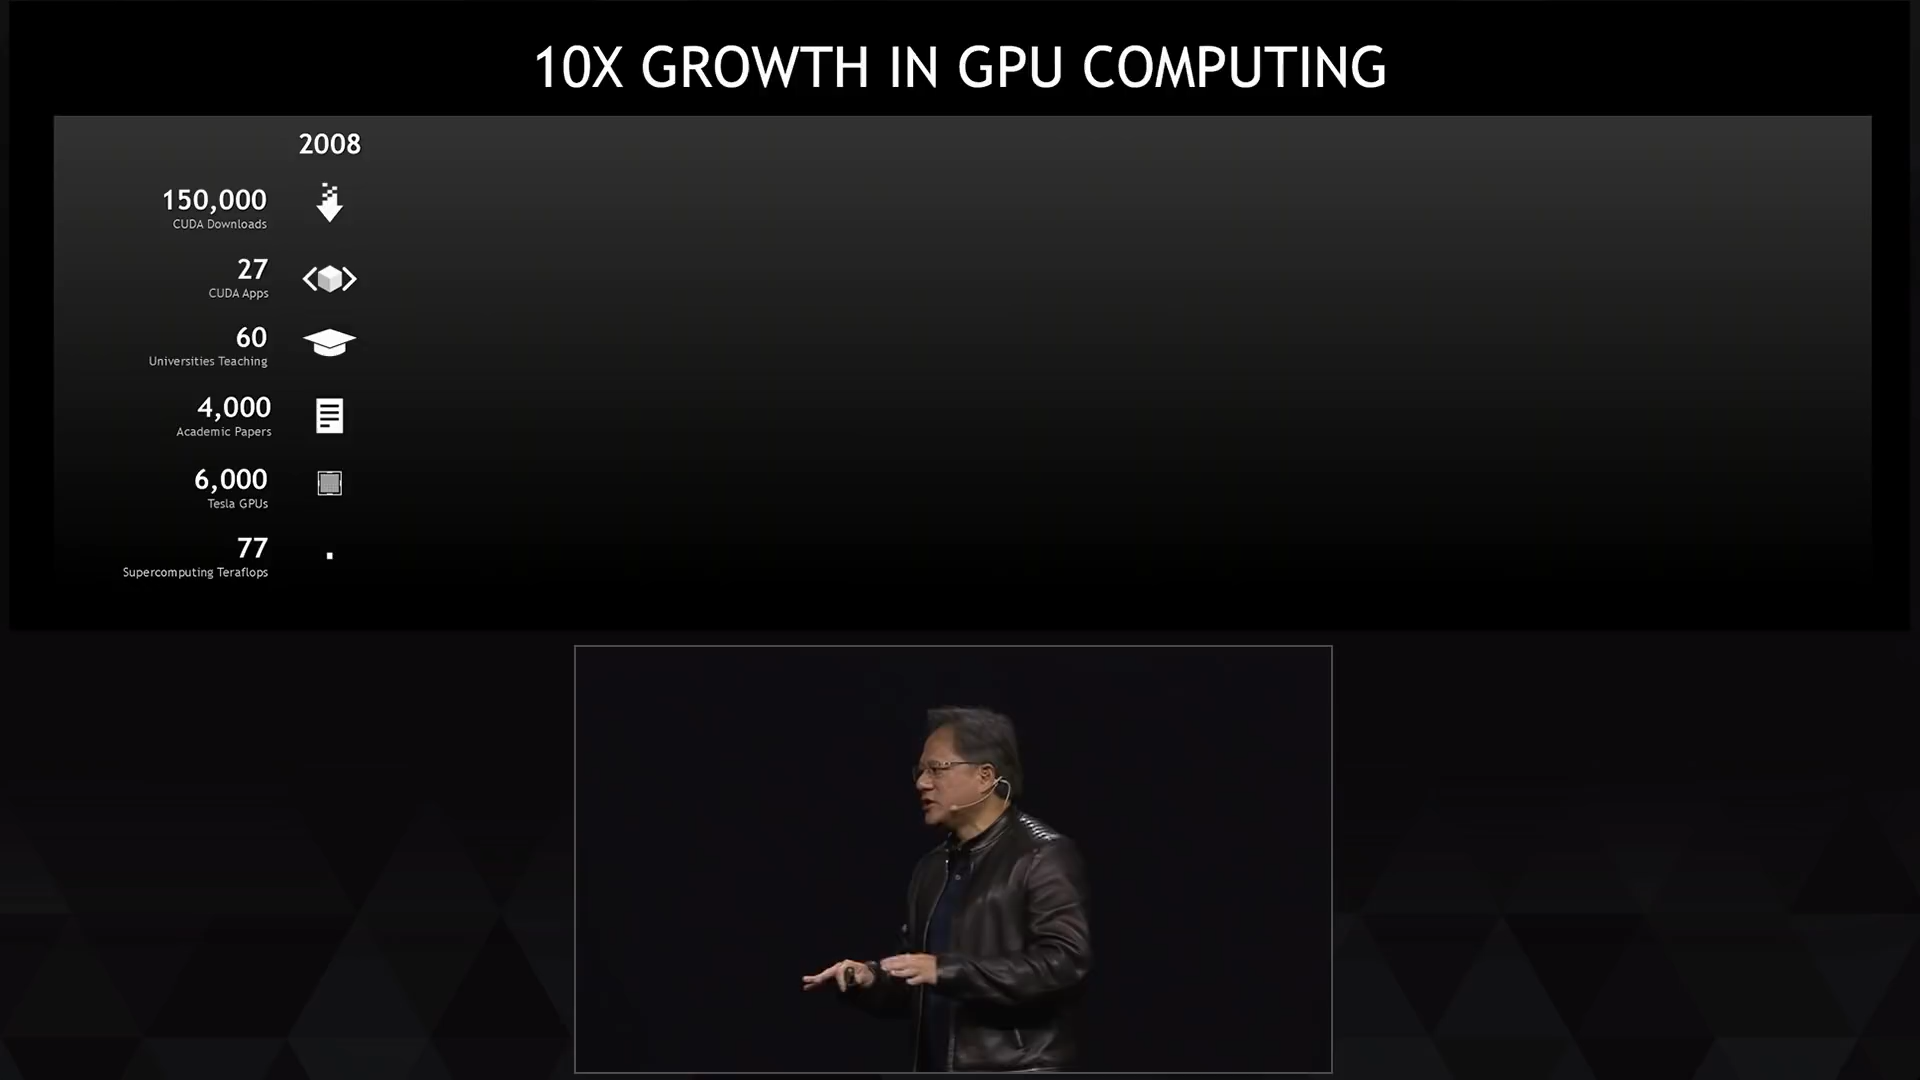 10X GROWTH IN GPU COMPUTING
2008
150,000
CUDA Downloads
27
CUDA Apps
60
Universities Teaching
4,000
Academic Papers
6,000
Tesla GPUs
77
Supercomputing Teraflops